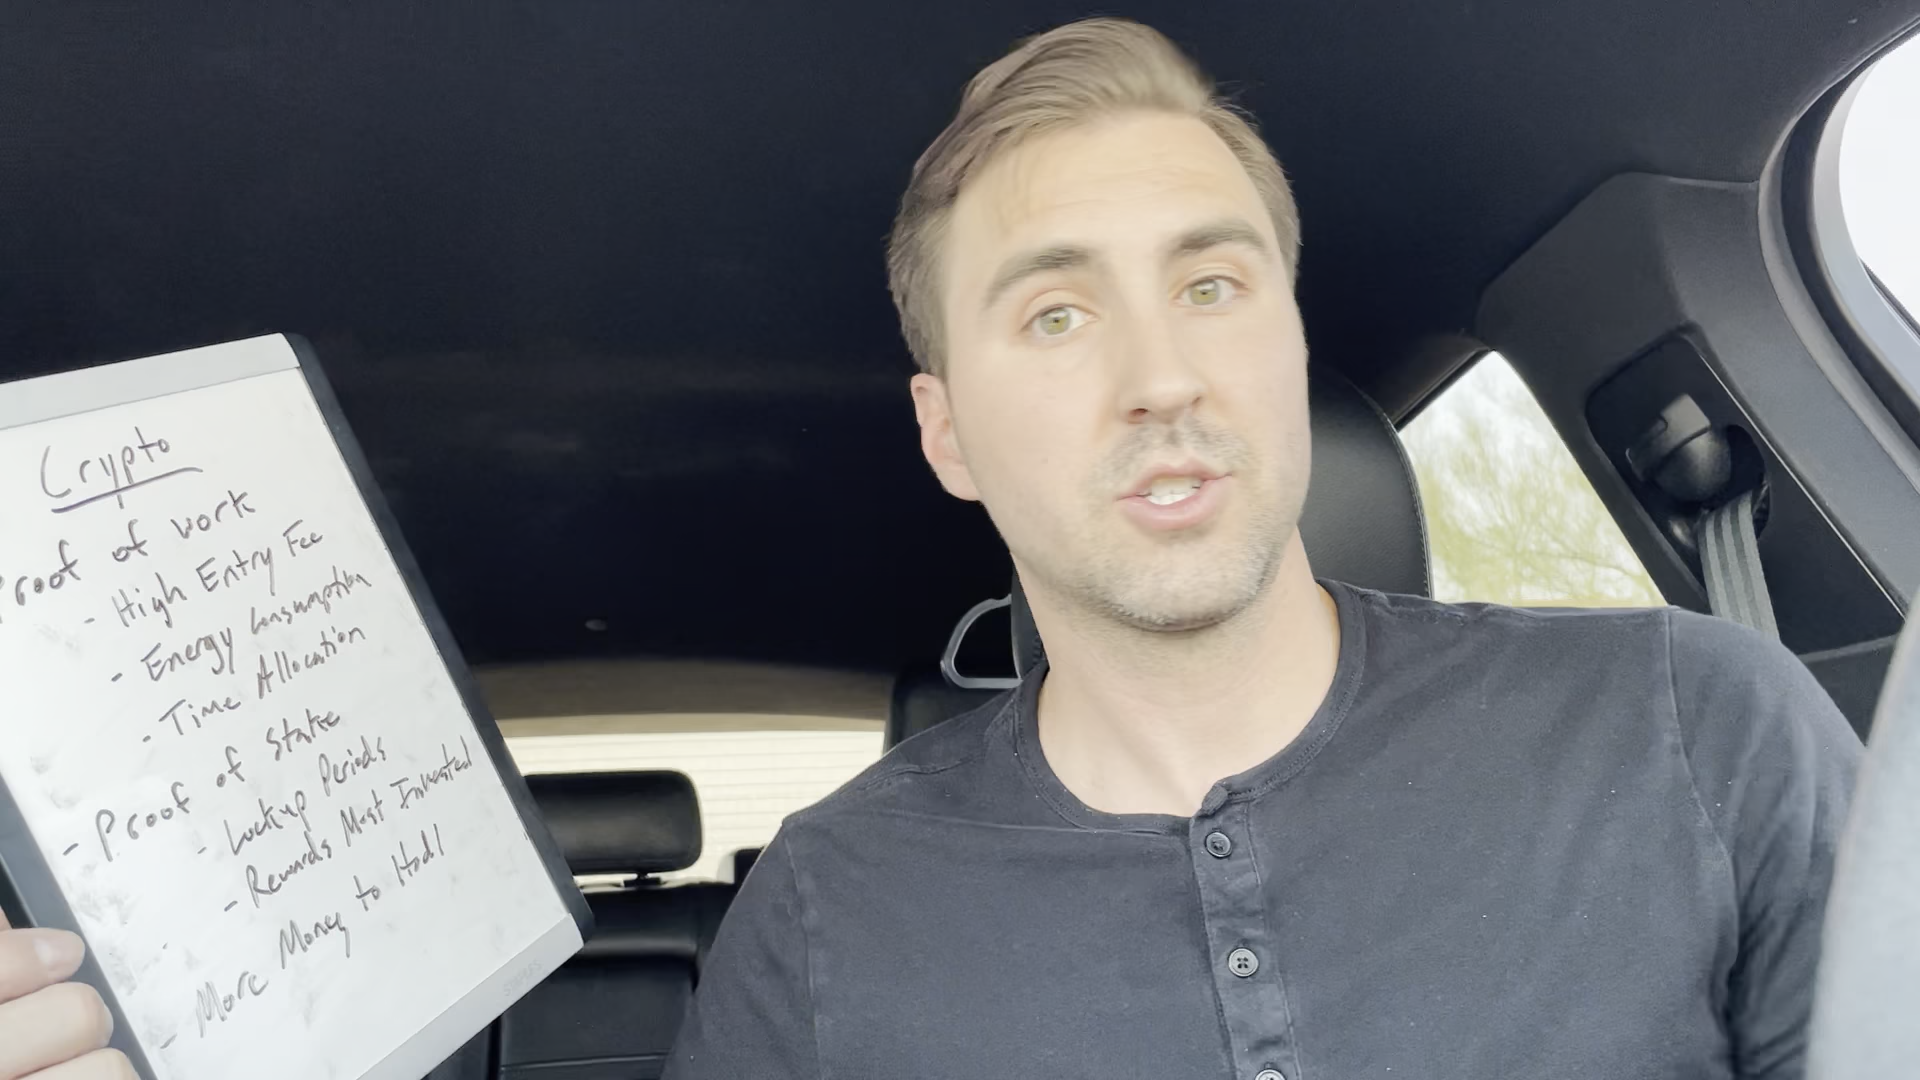 Crypto
Proof of work
- High Entry Fee
- Energy Consumption
- Time Allocation
- Proof of Stake
- Lockup Periods
- Rewards Most Invested
- More Money to Hodl